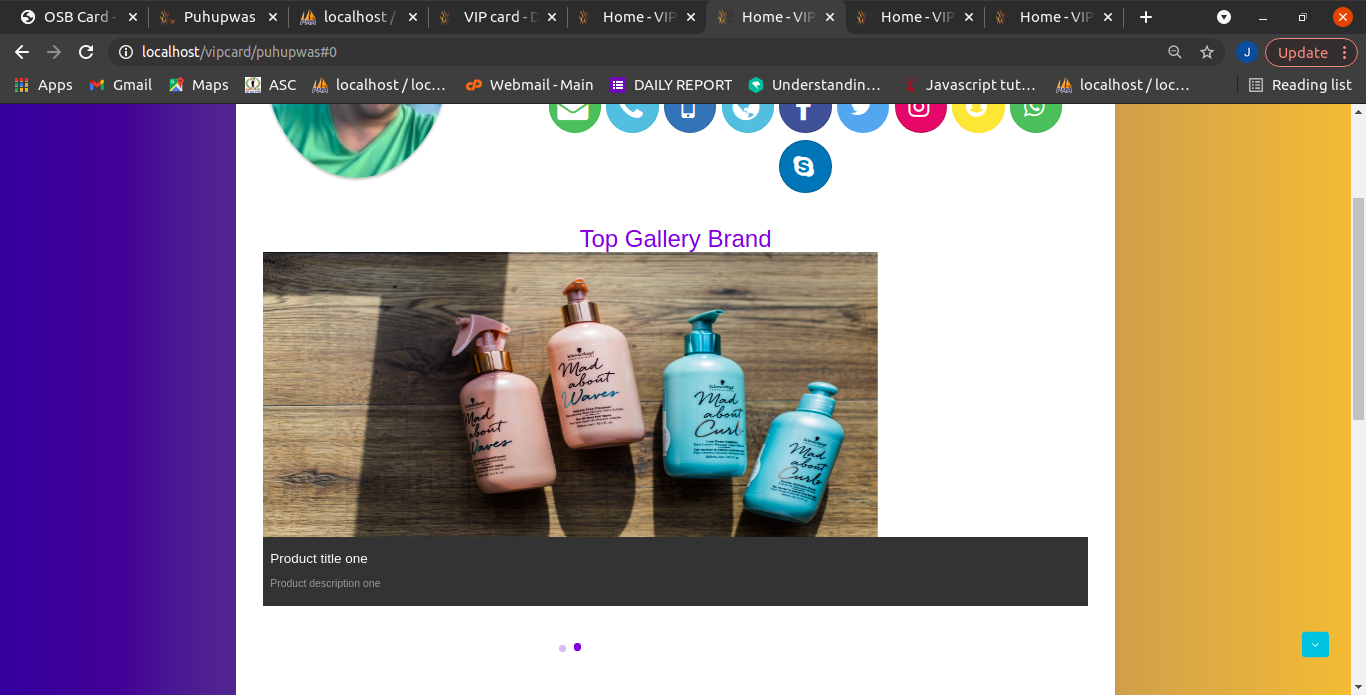 OSB Card -
Puhupwas
localhost /
VIP card - D
Home - VIP
Home - VIP
Home - VIP
Home - VIP
localhost/vipcard/puhupwas#0
J
Update
Apps
Gmail
Maps
ASC
localhost / loc...
Webmail - Main
DAILY REPORT
Understandin...
Javascript tut...
localhost / loc...
Reading list
Top Gallery Brand
Mad
about
Waves
Mad
about
Waves
Mad
about
Curls
Mad
about
Curls
Product title one
Product description one